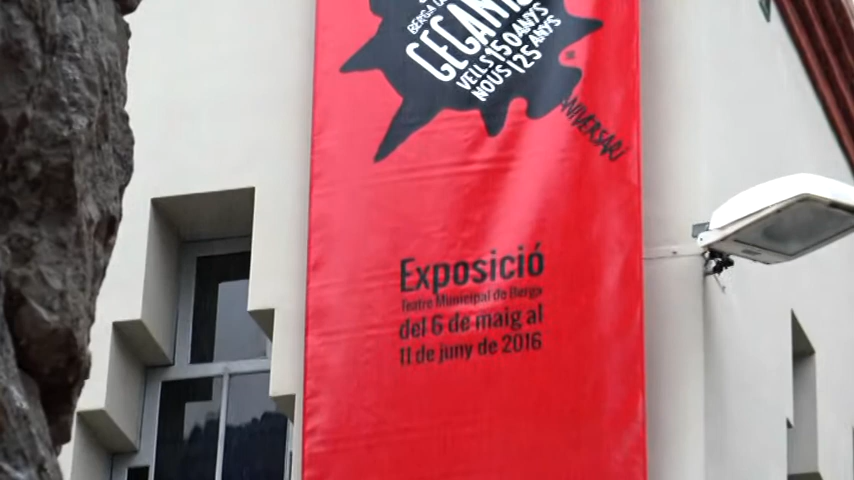 BERGA
GEGANTS
VELLS 150 ANYS
NOUS 125 ANYS
ANIVERSARI
Exposició
Teatre Municipal de Berga
del 6 de maig al
11 de juny de 2016